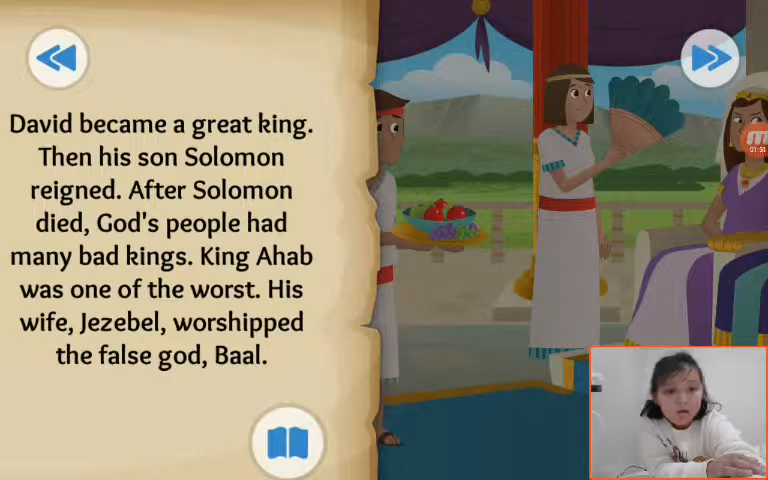 David became a great king.
Then his son Solomon
reigned. After Solomon
died, God's people had
many bad kings. King Ahab
was one of the worst. His
wife, Jezebel, worshipped
the false god, Baal.